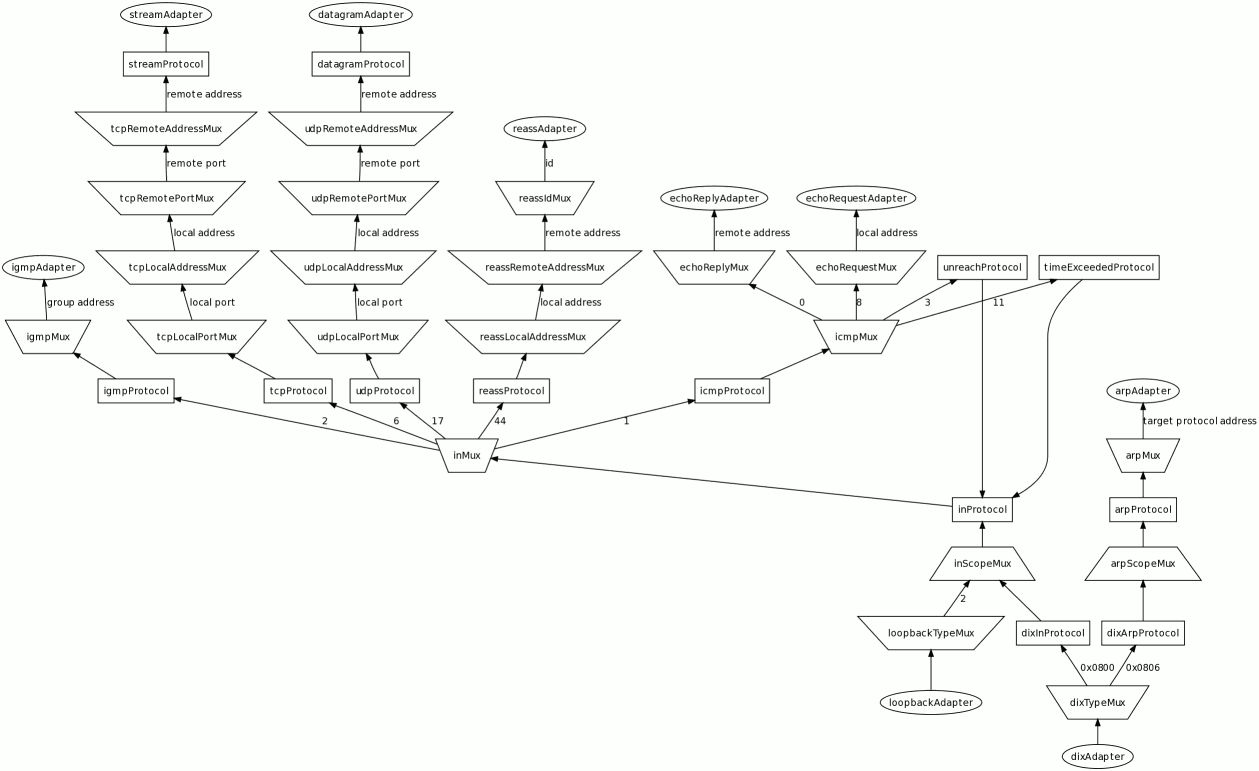 streamAdapter
datagramAdapter
streamProtocol
datagramProtocol
remote address
remote address
tcpRemoteAddressMux
udpRemoteAddressMux
reassAdapter
remote port
remote port
id
tcpRemotePortMux
udpRemotePortMux
reassIdMux
echoReplyAdapter
echoRequestAdapter
local address
local address
remote address
remote address
local address
igmpAdapter
tcpLocalAddressMux
udpLocalAddressMux
reassRemoteAddressMux
echoReplyMux
echoRequestMux
unreachProtocol
timeExceededProtocol
group address
local port
local port
local address
0
8
3
11
igmpMux
tcpLocalPortMux
udpLocalPortMux
reassLocalAddressMux
icmpMux
igmpProtocol
tcpProtocol
udpProtocol
reassProtocol
icmpProtocol
arpAdapter
2
6
17
44
1
target protocol address
inMux
arpMux
inProtocol
arpProtocol
inScopeMux
arpScopeMux
2
loopbackTypeMux
dixInProtocol
dixArpProtocol
0x0800
0x0806
loopbackAdapter
dixTypeMux
dixAdapter